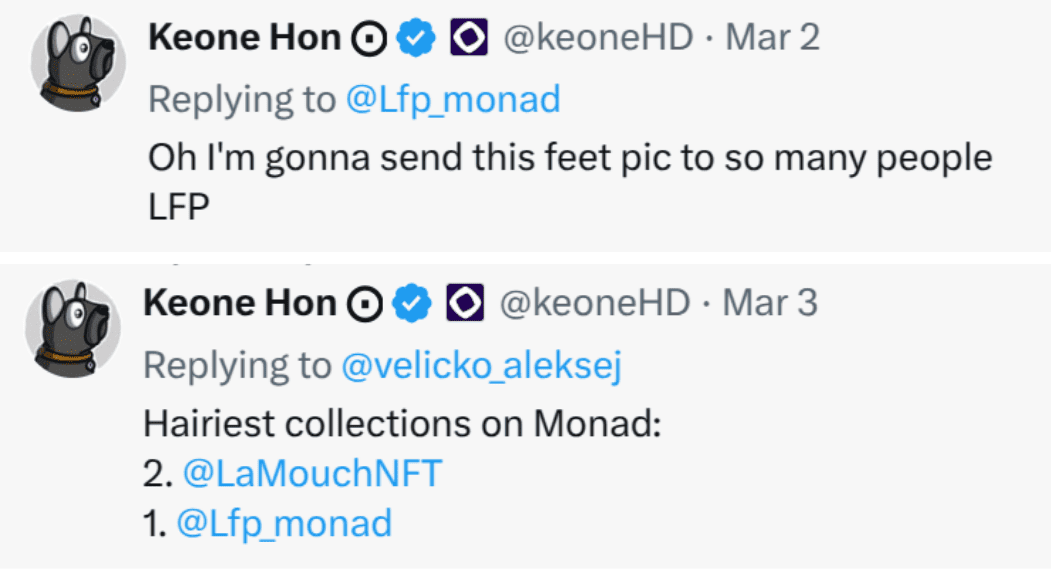 Keone Hon @keoneHD · Mar 2
Replying to @Lfp_monad
Oh I'm gonna send this feet pic to so many people
LFP
Keone Hon @keoneHD · Mar 3
Replying to @velicko_aleksej
Hairiest collections on Monad:
2. @LaMouchNFT
1. @Lfp_monad